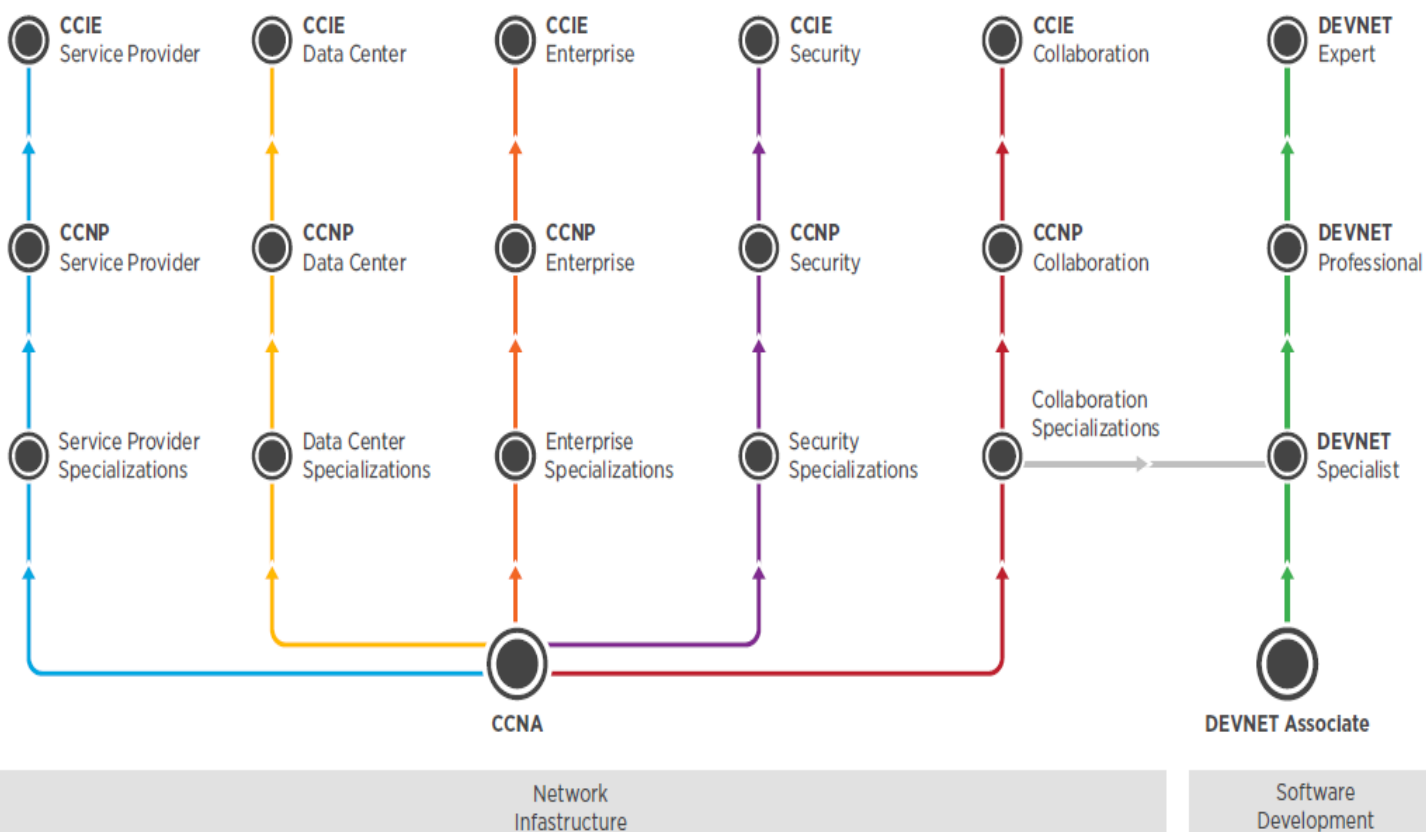 CCIE
Service Provider
CCIE
Data Center
CCIE
Enterprise
CCIE
Security
CCIE
Collaboration
DEVNET
Expert
CCNP
Service Provider
CCNP
Data Center
CCNP
Enterprise
CCNP
Security
CCNP
Collaboration
DEVNET
Professional
Service Provider
Specializations
Data Center
Specializations
Enterprise
Specializations
Security
Specializations
Collaboration
Specializations
DEVNET
Specialist
CCNA
DEVNET Associate
Network
Infastructure
Software
Development